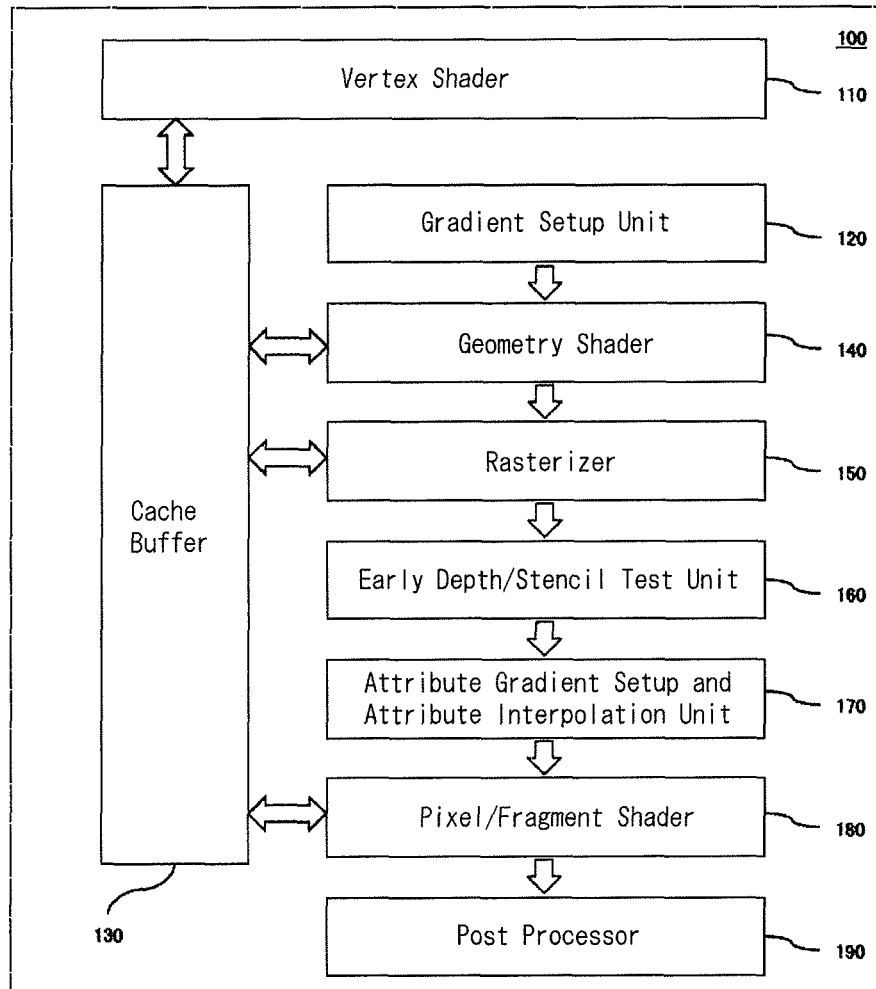 100
Vertex Shader
110
Gradient Setup Unit
120
Geometry Shader
140
Rasterizer
150
Cache
Buffer
Early Depth/Stencil Test Unit
160
Attribute Gradient Setup and
Attribute Interpolation Unit
170
Pixel/Fragment Shader
180
130
Post Processor
190